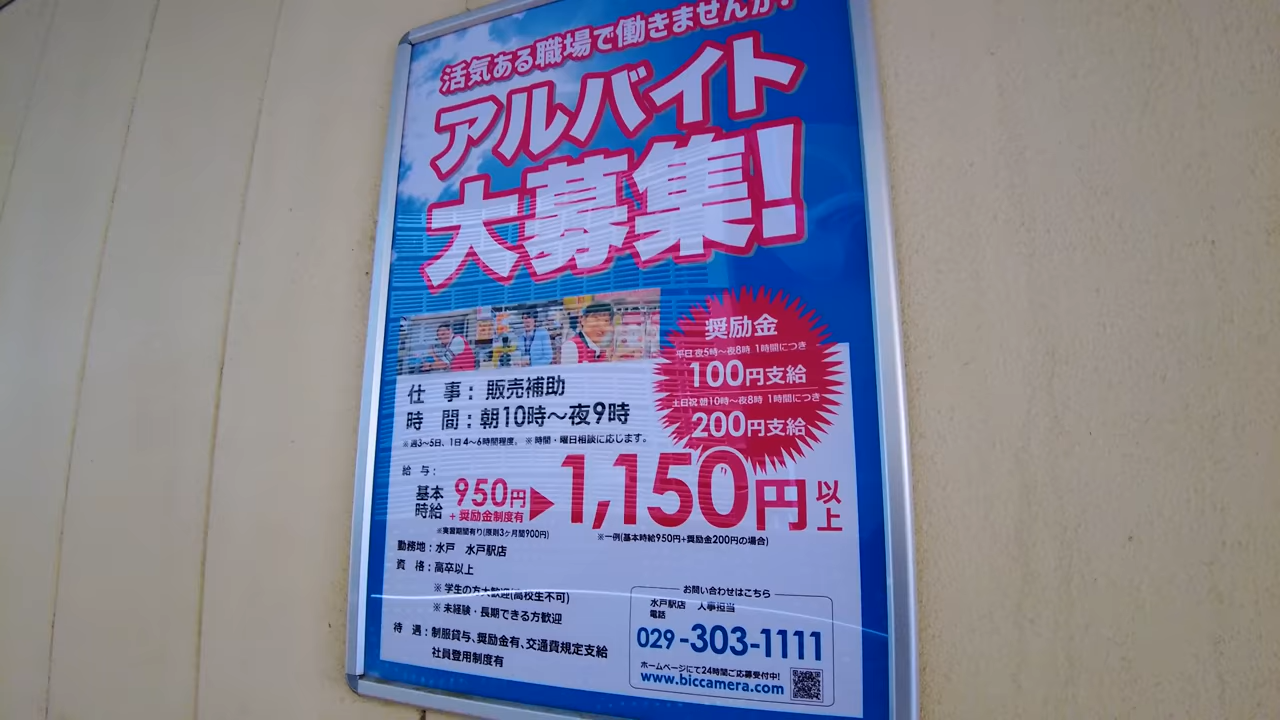 活気ある職場で働きませんか?
アルバイト
大募集!
奨励金
平日 夜5時〜夜8時 1時間につき
100円支給
土日祝 朝10時〜夜8時 1時間につき
200円支給
仕 事: 販売補助
時 間: 朝10時〜夜9時
※週3〜5日、1日4〜6時間程度。 ※時間・曜日相談に応じます。
給 与:
基本時給 950円 ▶ 1,150円以上
+ 奨励金制度有
※実習期間有り(原則3ヶ月間900円)
※一例(基本時給950円+奨励金200円の場合)
勤務地: 水戸 水戸駅店
資 格: 高卒以上
※ 学生の方大歓迎(高校生不可)
※ 未経験・長期できる方歓迎
待 遇: 制服貸与、奨励金有、交通費規定支給
社員登用制度有
お問い合わせはこちら
水戸駅店 人事担当
電話
029-303-1111
ホームページにて24時間ご応募受付中!
www.biccamera.com